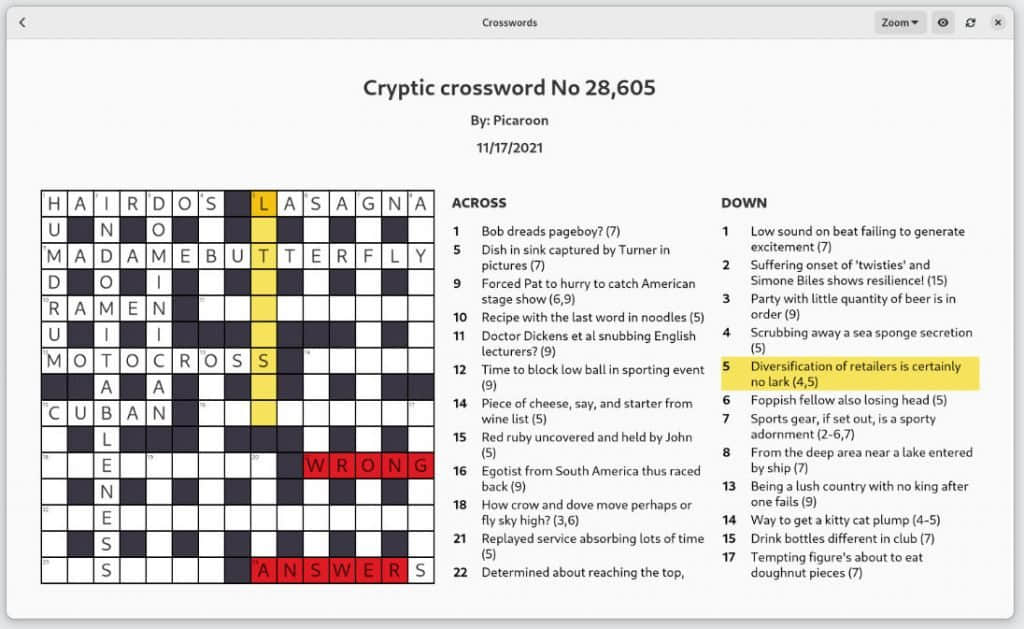 Crosswords
Zoom
Cryptic crossword No 28,605
By: Picaroon
11/17/2021
H A I R D O S L A S A G N A
U N O
M A D A M E B U T T E R F L Y
D O I
R A M E N N
U I I
M O T O C R O S S
A A
C U B A N N
L
E W R O N G
N
E
S
S A N S W E R S
ACROSS
1 Bob dreads pageboy? (7)
5 Dish in sink captured by Turner in
pictures (7)
9 Forced Pat to hurry to catch American
stage show (6,9)
10 Recipe with the last word in noodles (5)
11 Doctor Dickens et al snubbing English
lecturers? (9)
12 Time to block low ball in sporting event
(9)
14 Piece of cheese, say, and starter from
wine list (5)
15 Red ruby uncovered and held by John
(5)
16 Egotist from South America thus raced
back (9)
18 How crow and dove move perhaps or
fly sky high? (3,6)
21 Replayed service absorbing lots of time
(5)
22 Determined about reaching the top,
DOWN
1 Low sound on beat failing to generate
excitement (7)
2 Suffering onset of 'twisties' and
Simone Biles shows resilience! (15)
3 Party with little quantity of beer is in
order (9)
4 Scrubbing away a sea sponge secretion
(5)
5 Diversification of retailers is certainly
no lark (4,5)
6 Foppish fellow also losing head (5)
7 Sports gear, if set out, is a sporty
adornment (2-6,7)
8 From the deep area near a lake entered
by ship (7)
13 Being a lush country with no king after
one fails (9)
14 Way to get a kitty cat plump (4-5)
15 Drink bottles different in club (7)
17 Tempting figure's about to eat
doughnut pieces (7)